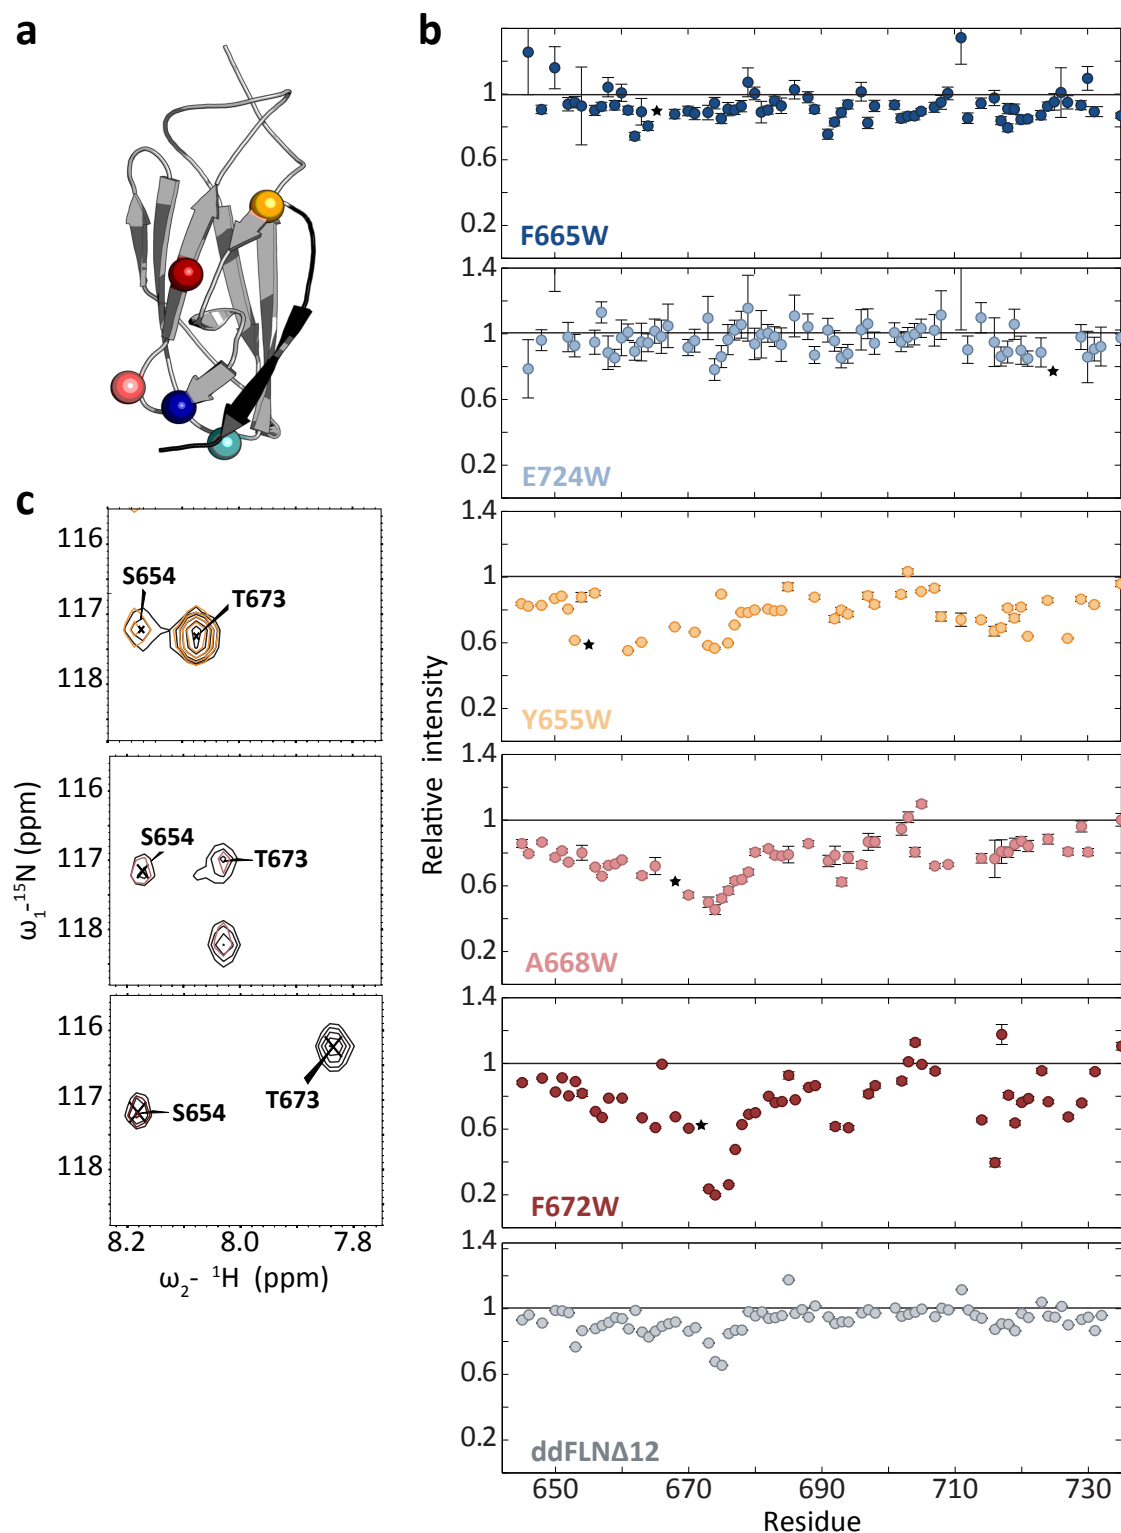 a
b
1
0.6
0.2
F665W
1.4
1
0.6
0.2
E724W
1.4
1
0.6
0.2
Y655W
1.4
1
0.6
0.2
A668W
1.4
1
0.6
0.2
F672W
1.4
1
0.6
0.2
ddFLNΔ12
650
670
690
710
730
Residue
Relative intensity
c
116
117
118
S654
T673
116
117
118
S654
T673
116
117
118
T673
S654
8.2
8.0
7.8
ω2- 1H (ppm)
ω1-15N (ppm)